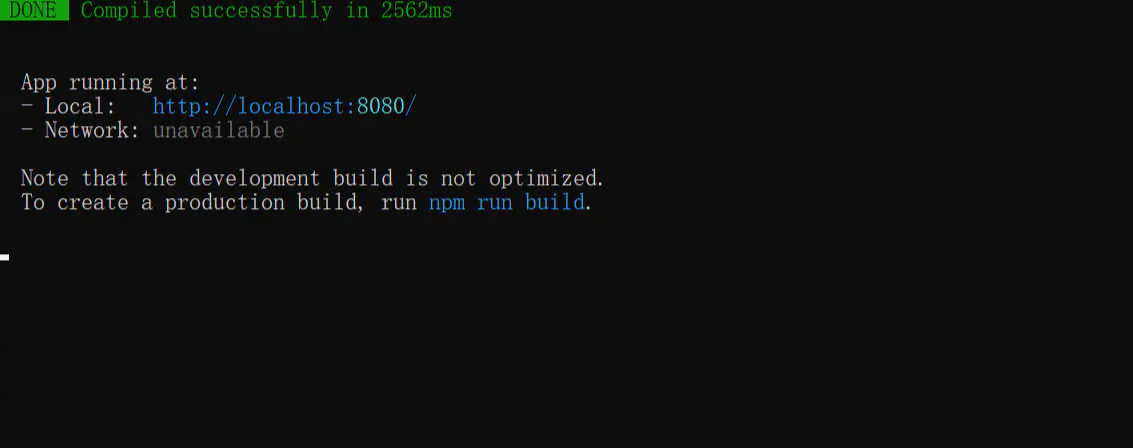 DONE Compiled successfully in 2562ms
App running at:
- Local: http://localhost:8080/
- Network: unavailable
Note that the development build is not optimized.
To create a production build, run npm run build.